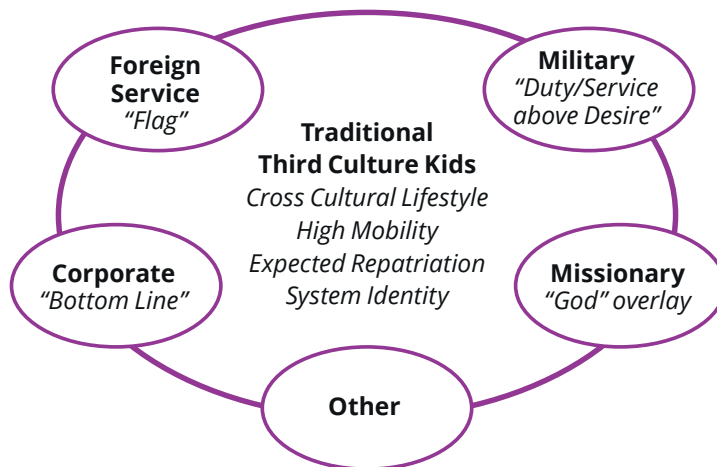 Foreign
Service
“Flag”
Military
“Duty/Service
above Desire”
Traditional
Third Culture Kids
Cross Cultural Lifestyle
High Mobility
Expected Repatriation
System Identity
Corporate
“Bottom Line”
Missionary
“God” overlay
Other